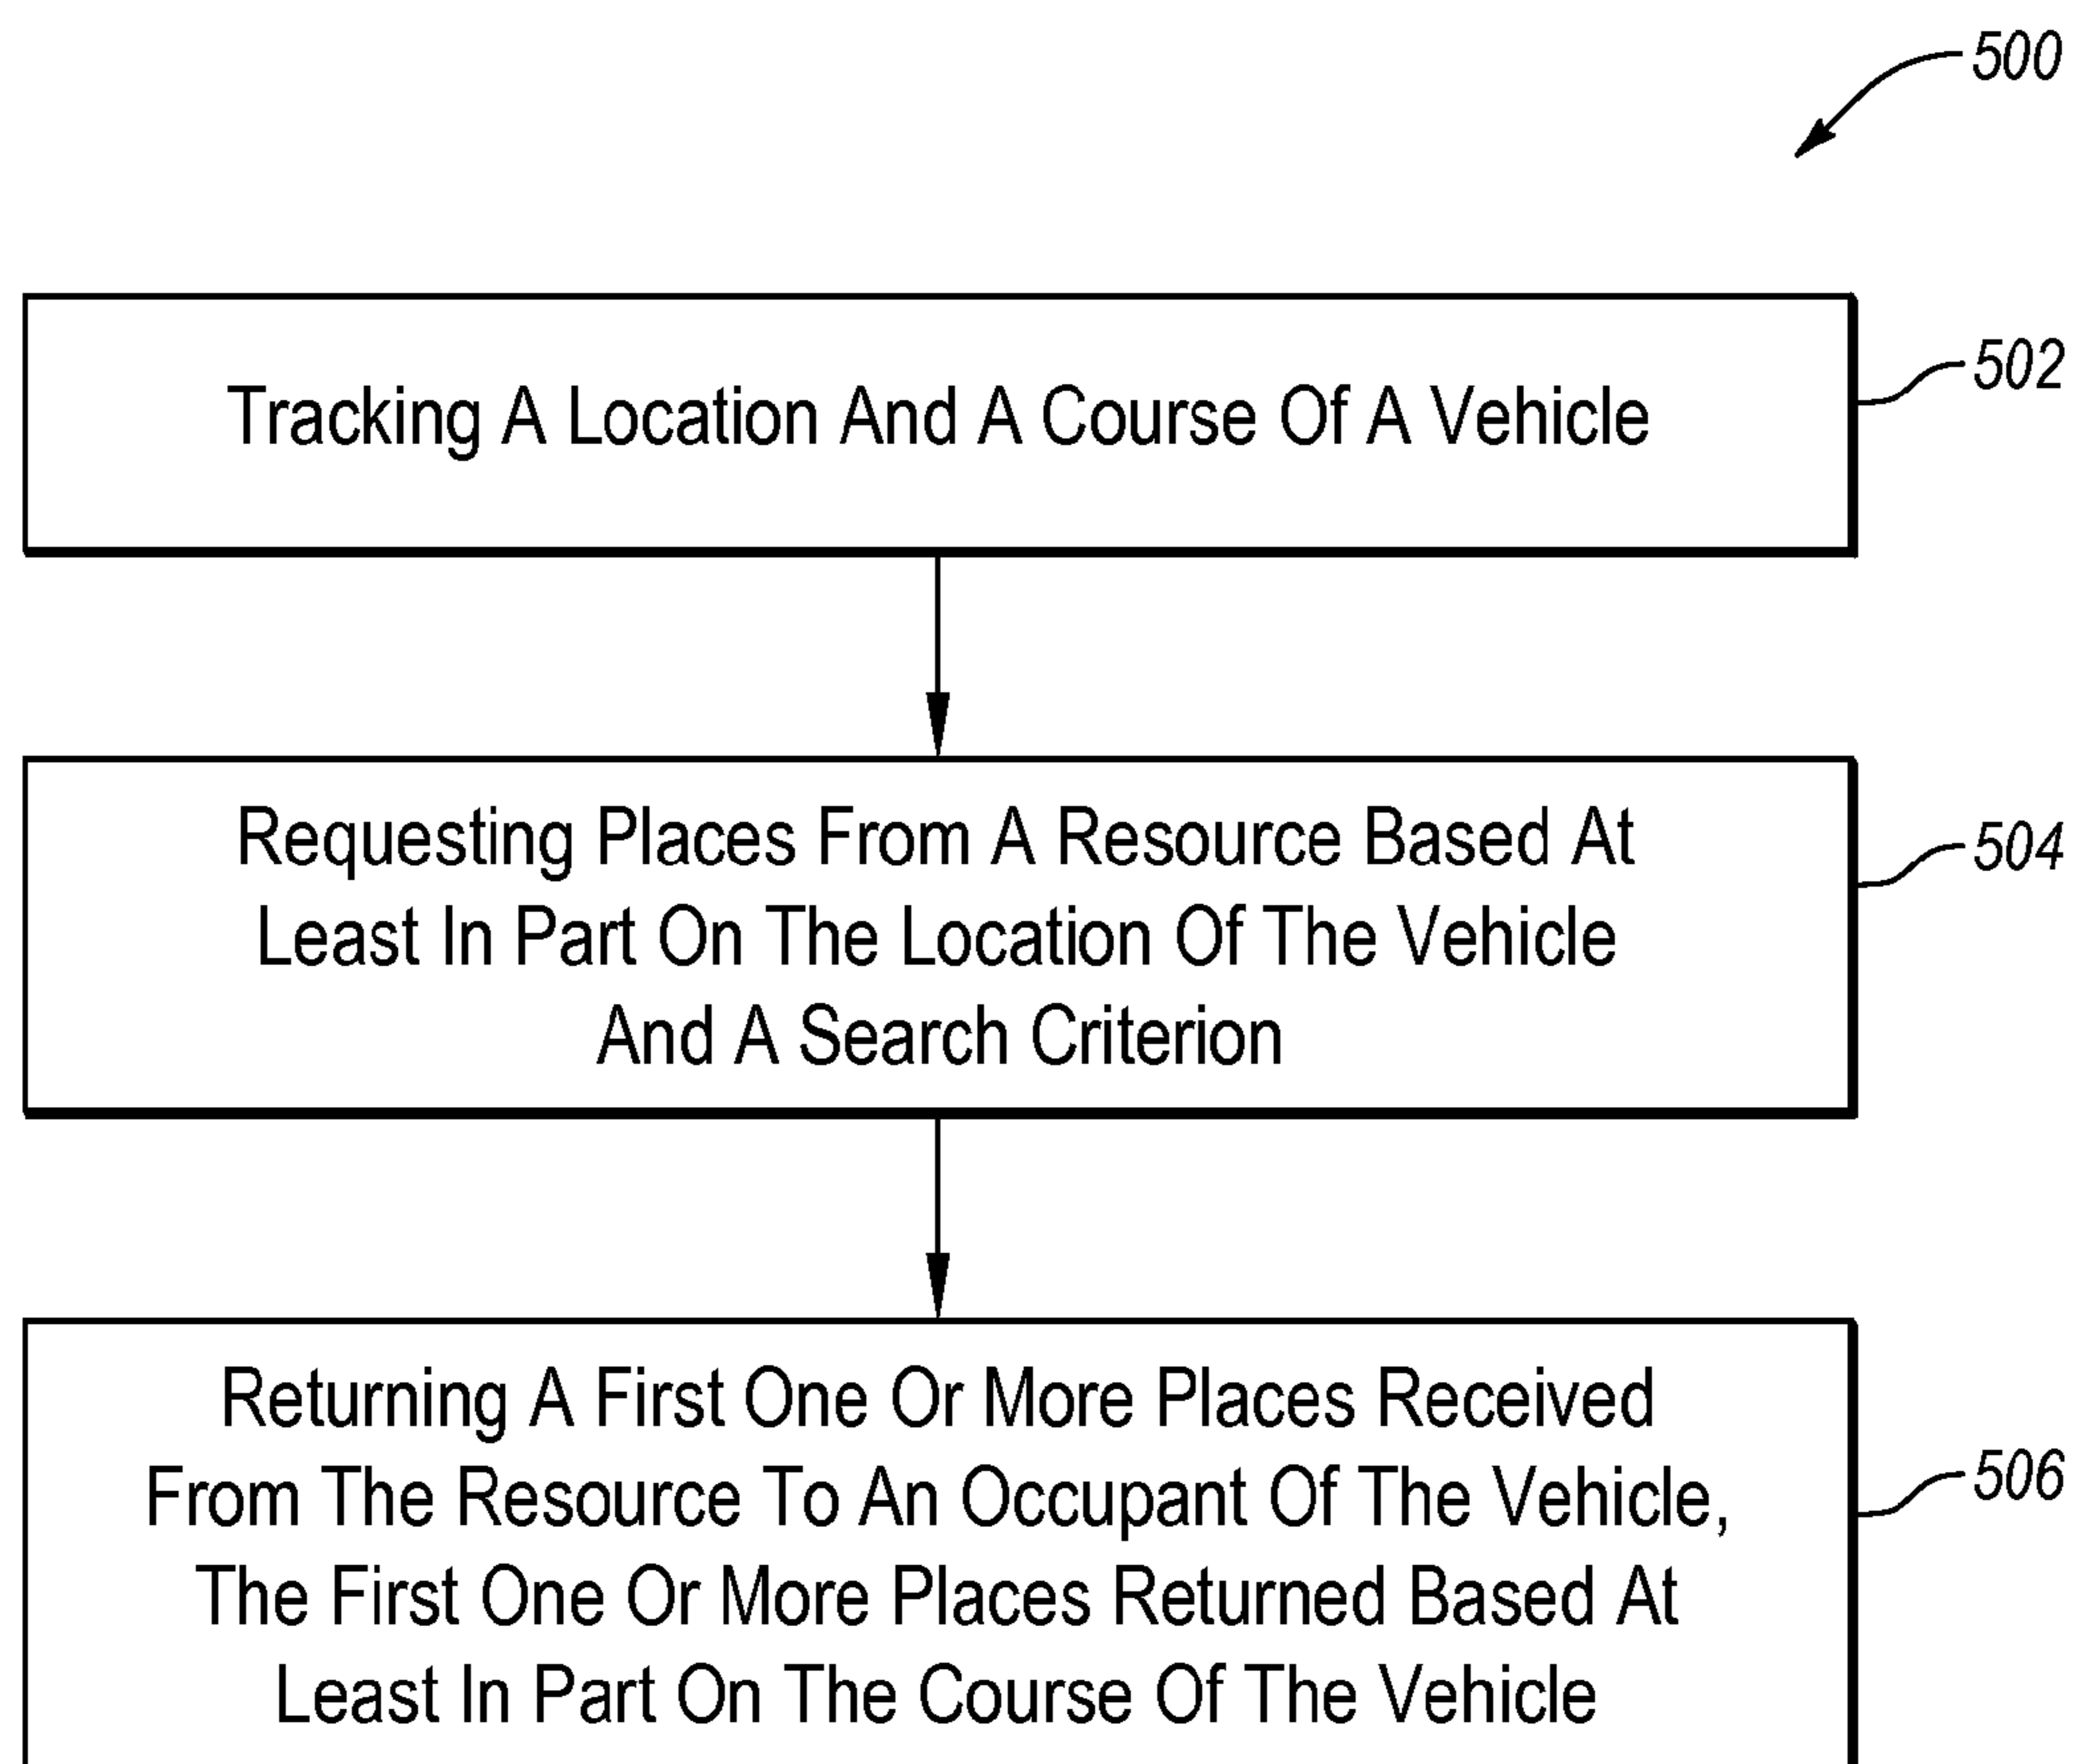 500
Tracking A Location And A Course Of A Vehicle
502
Requesting Places From A Resource Based At
Least In Part On The Location Of The Vehicle
And A Search Criterion
504
Returning A First One Or More Places Received
From The Resource To An Occupant Of The Vehicle,
The First One Or More Places Returned Based At
Least In Part On The Course Of The Vehicle
506